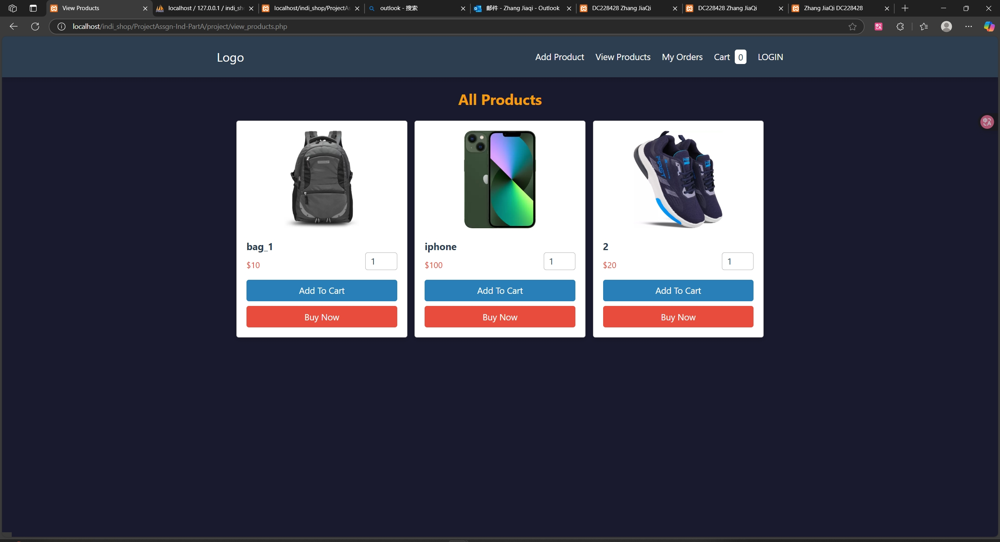 View Products
localhost / 127.0.0.1 / indi_sh
localhost/indi_shop/ProjectAs
outlook - 搜索
邮件 - Zhang Jiaqi - Outlook
DC228428 Zhang JiaQi
DC228428 Zhang JiaQi
Zhang JiaQi DC228428
localhost/indi_shop/ProjectAssgn-Ind-PartA/project/view_products.php
Logo
Add Product
View Products
My Orders
Cart 0
LOGIN
All Products
FIRST
bag_1
$10
1
Add To Cart
Buy Now
iphone
$100
1
Add To Cart
Buy Now
2
$20
1
Add To Cart
Buy Now